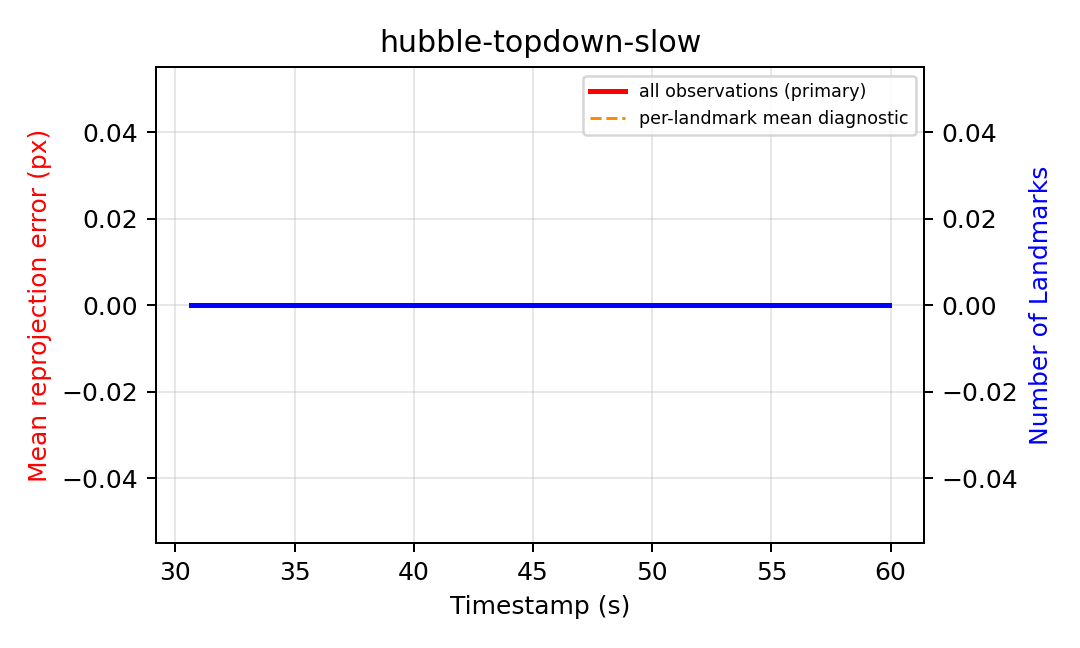 hubble-topdown-slow
all observations (primary)
per-landmark mean diagnostic
Mean reprojection error (px)
0.04
0.02
0.00
−0.02
−0.04
0.04
0.02
0.00
−0.02
−0.04
Number of Landmarks
30 35 40 45 50 55 60
Timestamp (s)